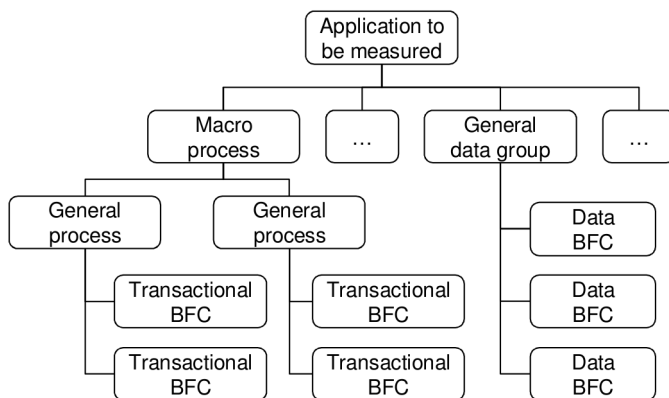 Application to
be measured
Macro
process
...
General
data group
...
General
process
General
process
Data
BFC
Transactional
BFC
Transactional
BFC
Data
BFC
Transactional
BFC
Transactional
BFC
Data
BFC